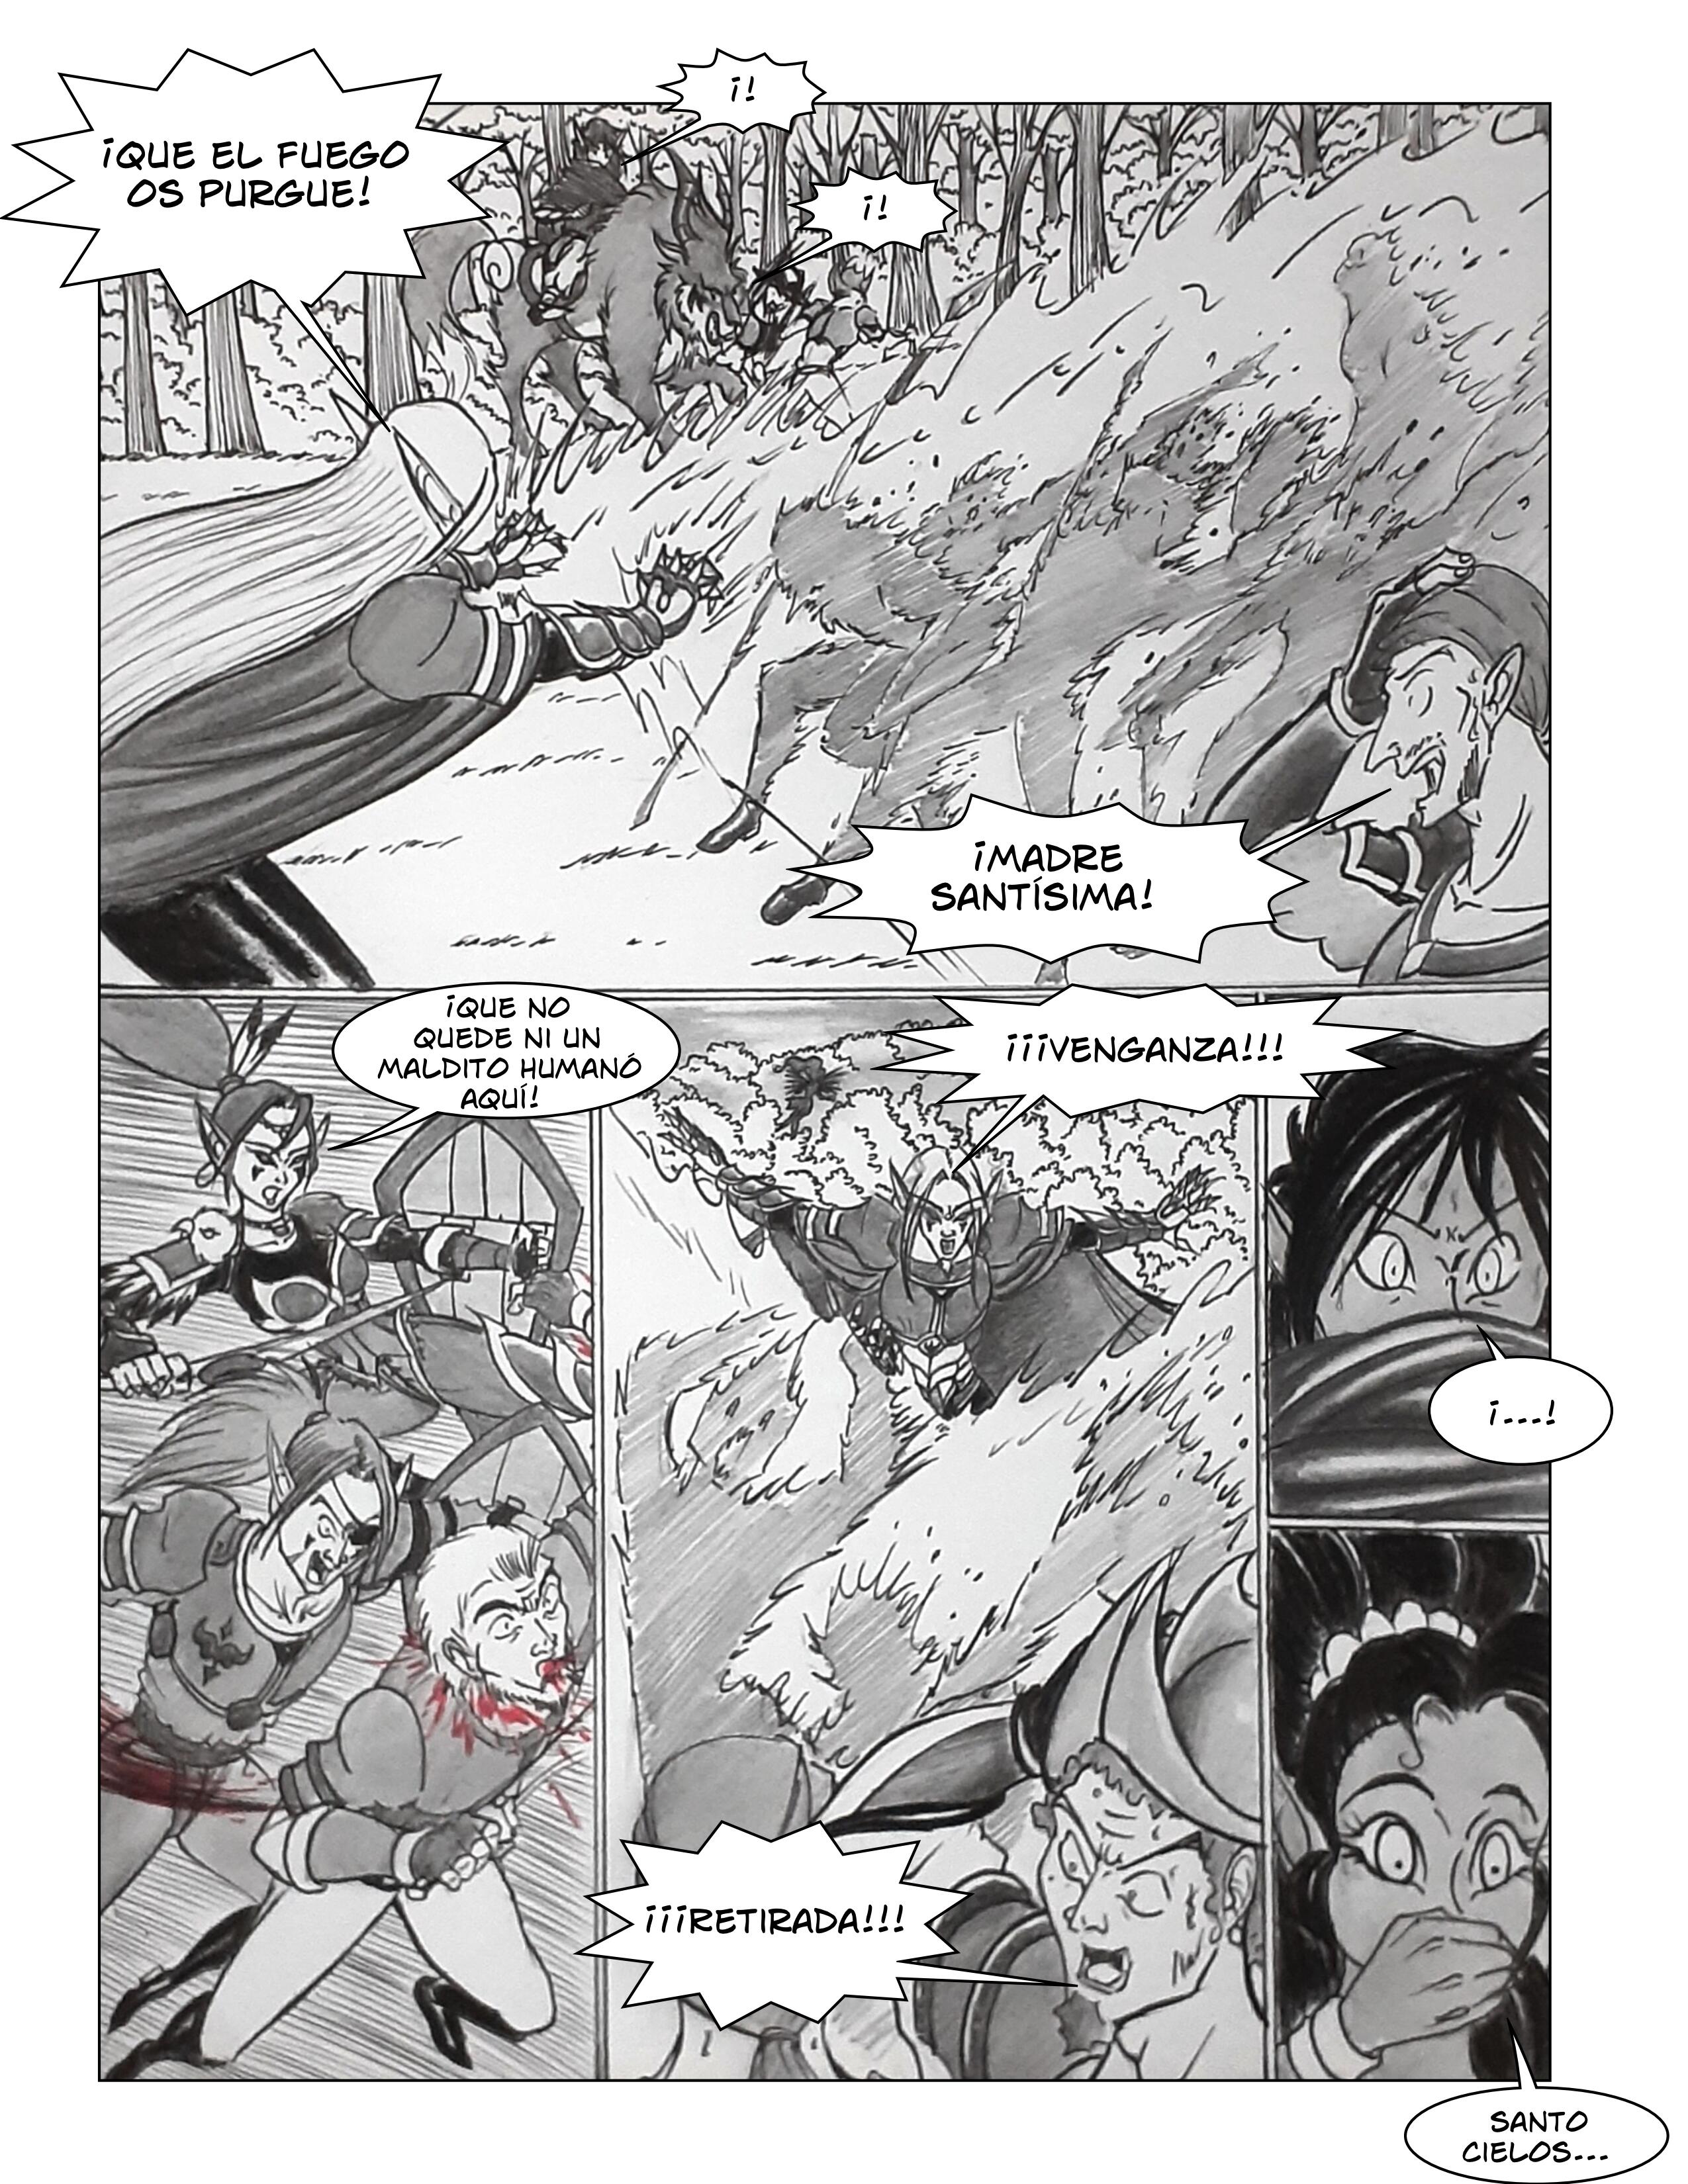 ¡QUE EL FUEGO
OS PURGUE!
¡!
¡!
¡MADRE
SANTÍSIMA!
¡QUE NO
QUEDE NI UN
MALDITO HUMANÓ
AQUÍ!
¡¡¡VENGANZA!!!
¡...!
¡¡¡RETIRADA!!!
SANTO
CIELOS...